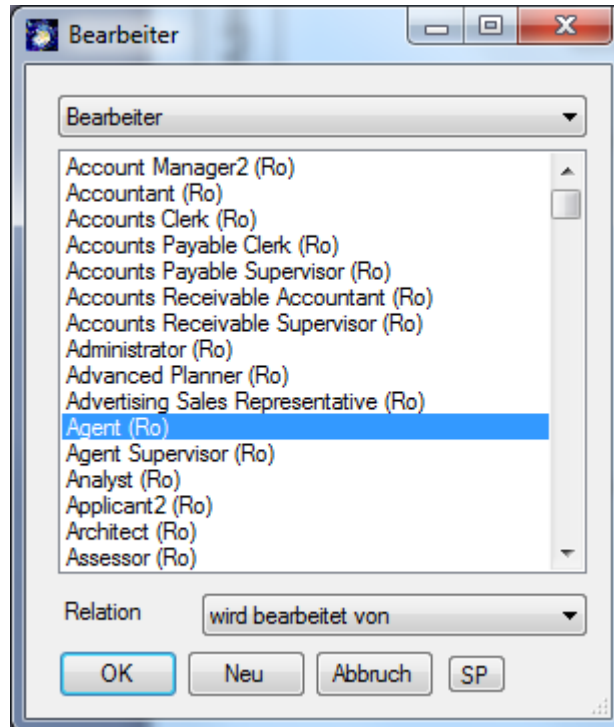 Bearbeiter
Bearbeiter
Account Manager2 (Ro)
Accountant (Ro)
Accounts Clerk (Ro)
Accounts Payable Clerk (Ro)
Accounts Payable Supervisor (Ro)
Accounts Receivable Accountant (Ro)
Accounts Receivable Supervisor (Ro)
Administrator (Ro)
Advanced Planner (Ro)
Advertising Sales Representative (Ro)
Agent (Ro)
Agent Supervisor (Ro)
Analyst (Ro)
Applicant2 (Ro)
Architect (Ro)
Assessor (Ro)
Relation wird bearbeitet von
OK Neu Abbruch SP